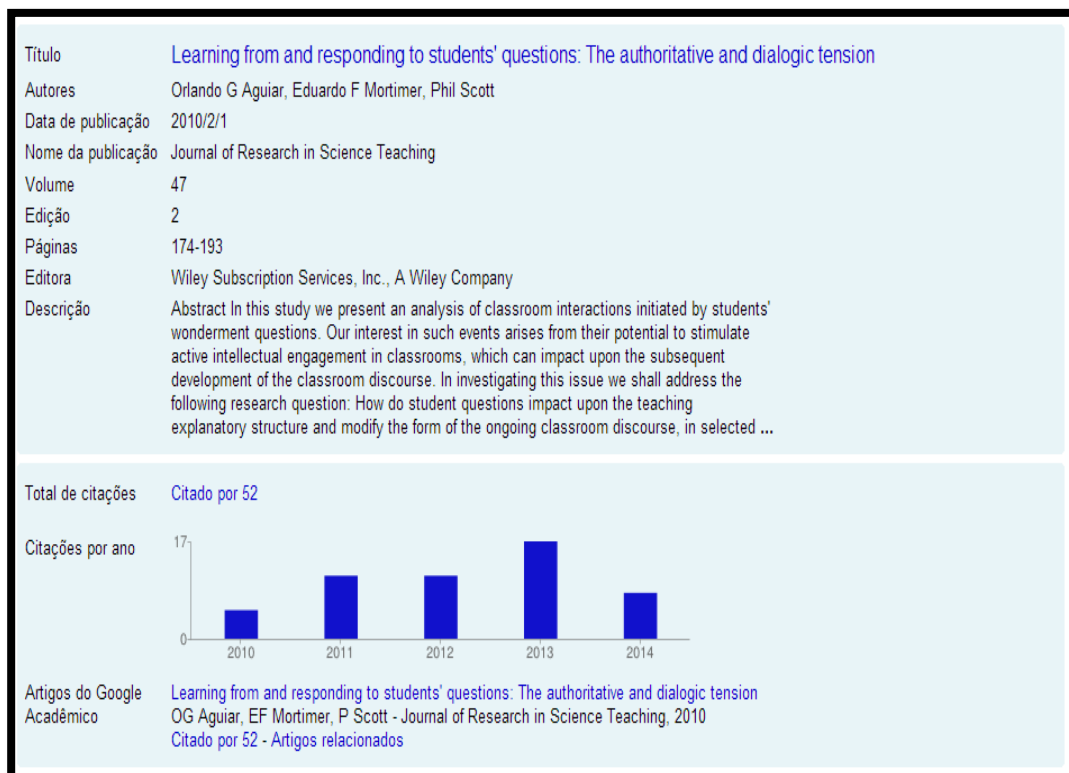 Título Learning from and responding to students' questions: The authoritative and dialogic tension
Autores Orlando G Aguiar, Eduardo F Mortimer, Phil Scott
Data de publicação 2010/2/1
Nome da publicação Journal of Research in Science Teaching
Volume 47
Edição 2
Páginas 174-193
Editora Wiley Subscription Services, Inc., A Wiley Company
Descrição Abstract In this study we present an analysis of classroom interactions initiated by students'
wonderment questions. Our interest in such events arises from their potential to stimulate
active intellectual engagement in classrooms, which can impact upon the subsequent
development of the classroom discourse. In investigating this issue we shall address the
following research question: How do student questions impact upon the teaching
explanatory structure and modify the form of the ongoing classroom discourse, in selected ...
Total de citações Citado por 52
Citações por ano
17
0
2010 2011 2012 2013 2014
Artigos do Google Learning from and responding to students' questions: The authoritative and dialogic tension
Acadêmico OG Aguiar, EF Mortimer, P Scott - Journal of Research in Science Teaching, 2010
Citado por 52 - Artigos relacionados